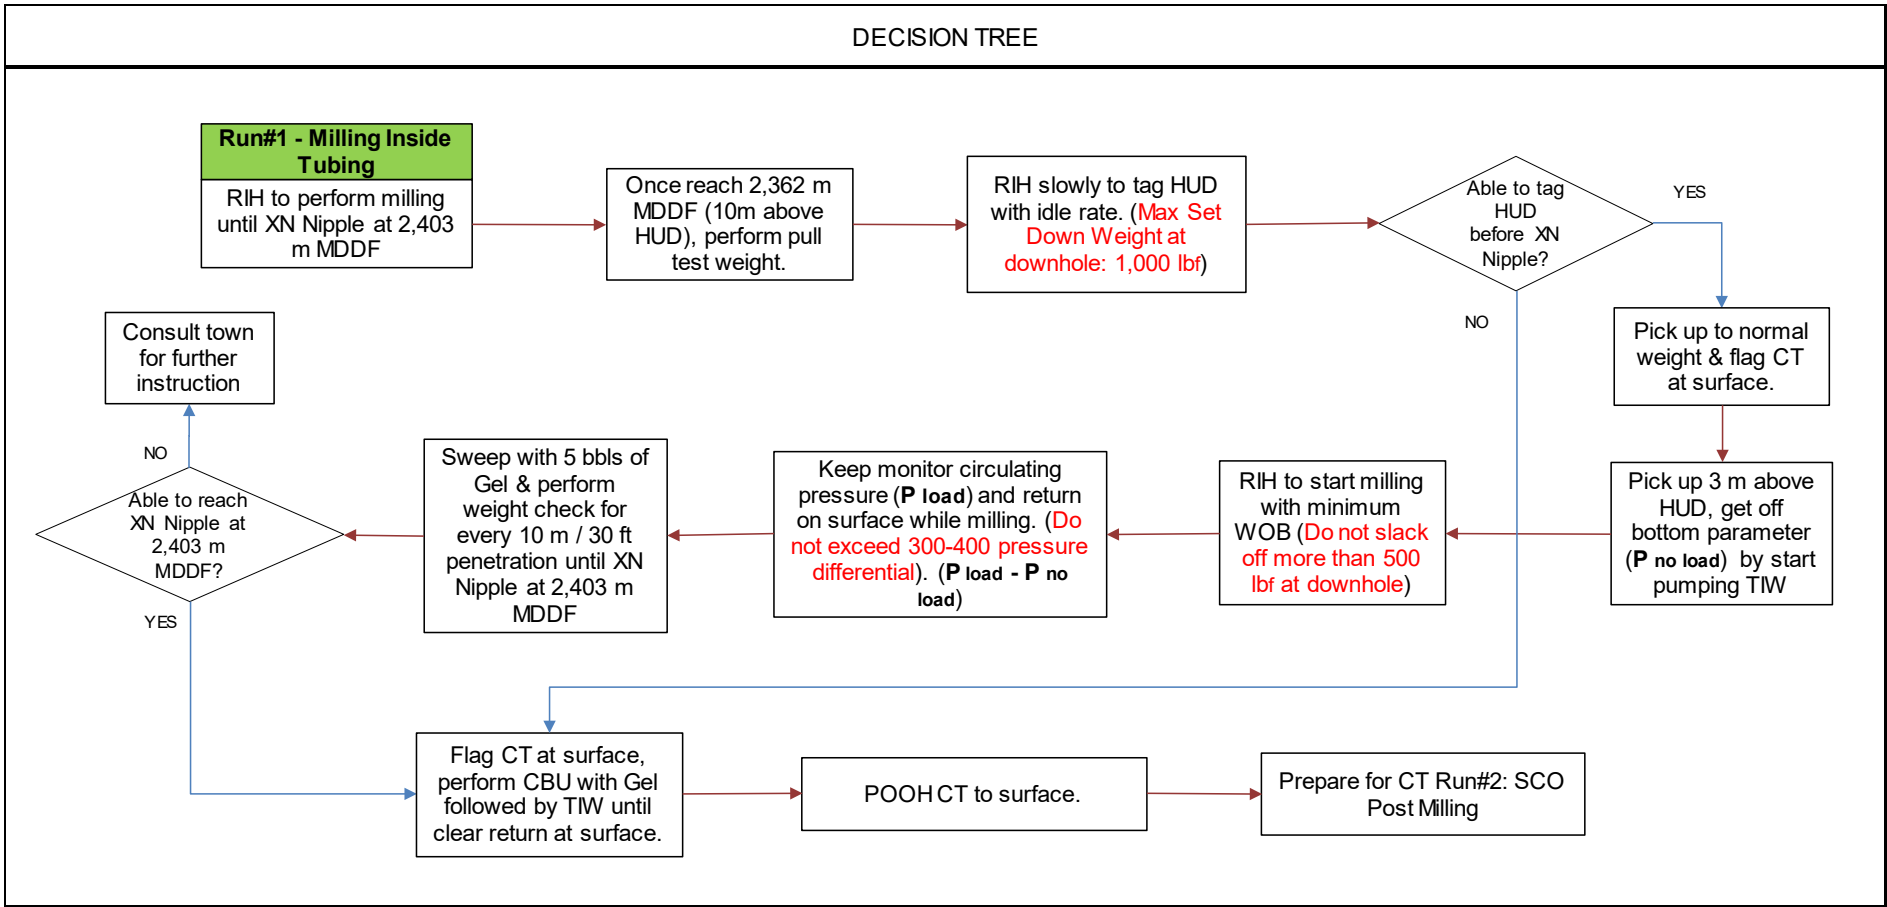 DECISION TREE
Run#1 - Milling Inside
Tubing
RIH to perform milling
until XN Nipple at 2,403
m MDDF
Once reach 2,362 m
MDDF (10m above
HUD), perform pull
test weight.
RIH slowly to tag HUD
with idle rate. (Max Set
Down Weight at
downhole: 1,000 lbf)
Able to tag
HUD
before XN
Nipple?
YES
NO
Pick up to normal
weight & flag CT
at surface.
Pick up 3 m above
HUD, get off
bottom parameter
(P no load) by start
pumping TIW
RIH to start milling
with minimum
WOB (Do not slack
off more than 500
lbf at downhole)
Keep monitor circulating
pressure (P load) and return
on surface while milling. (Do
not exceed 300-400 pressure
differential). (P load - P no
load)
Sweep with 5 bbls of
Gel & perform
weight check for
every 10 m / 30 ft
penetration until XN
Nipple at 2,403 m
MDDF
Able to reach
XN Nipple at
2,403 m
MDDF?
NO
Consult town
for further
instruction
YES
Flag CT at surface,
perform CBU with Gel
followed by TIW until
clear return at surface.
POOH CT to surface.
Prepare for CT Run#2: SCO
Post Milling